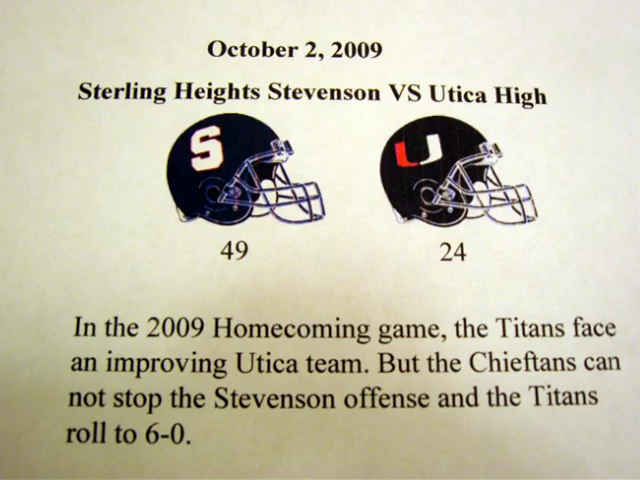 October 2, 2009
Sterling Heights Stevenson VS Utica High
S U
49 24
In the 2009 Homecoming game, the Titans face
an improving Utica team. But the Chieftans can
not stop the Stevenson offense and the Titans
roll to 6-0.